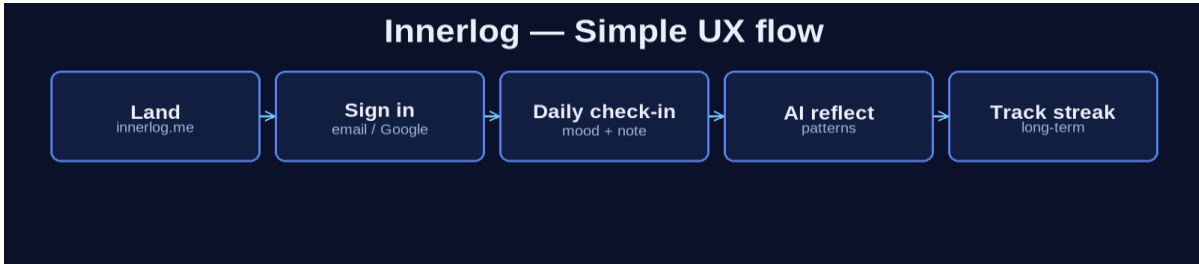 Innerlog — Simple UX flow
Land
innerlog.me
Sign in
email / Google
Daily check-in
mood + note
AI reflect
patterns
Track streak
long-term